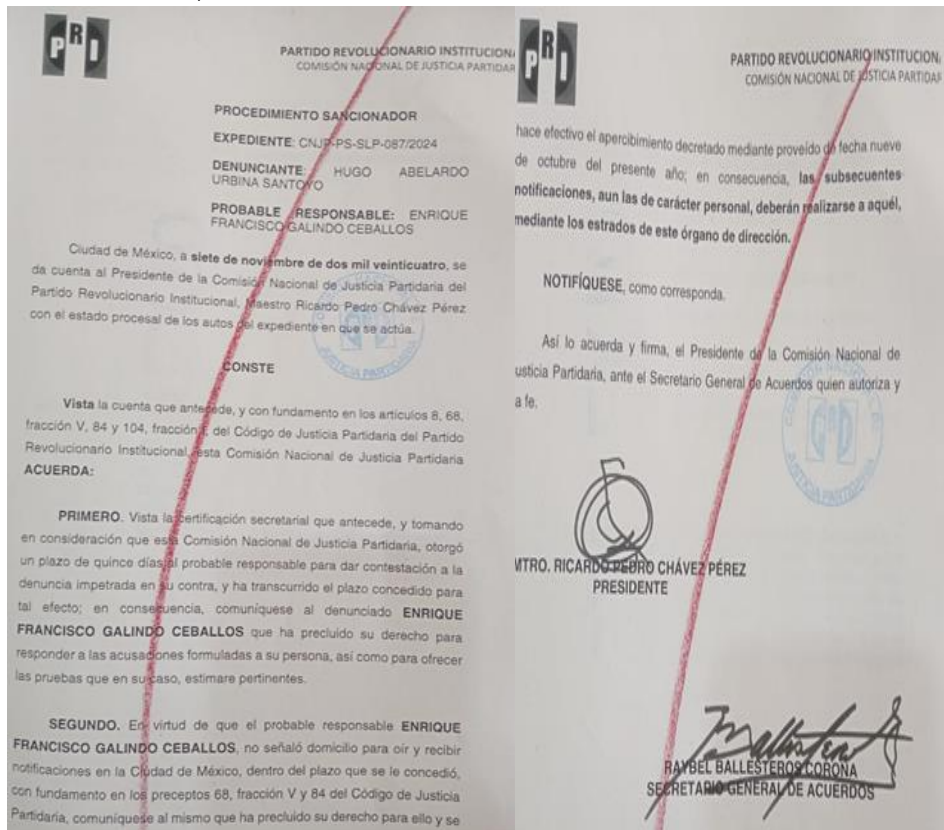 PRI
PARTIDO REVOLUCIONARIO INSTITUCION
COMISIÓN NACIONAL DE JUSTICIA PARTIDAR
PROCEDIMIENTO SANCIONADOR
EXPEDIENTE: CNJP-PS-SLP-087/2024
DENUNCIANTE: HUGO ABELARDO
URBINA SANTOYO
PROBABLE RESPONSABLE: ENRIQUE
FRANCISCO GALINDO CEBALLOS
Ciudad de México, a siete de noviembre de dos mil veinticuatro, se
da cuenta al Presidente de la Comisión Nacional de Justicia Partidaria del
Partido Revolucionario Institucional, Maestro Ricardo Pedro Chávez Pérez
con el estado procesal de los autos del expediente en que se actúa.
CONSTE
Vista la cuenta que antecede, y con fundamento en los artículos 8, 68,
fracción V, 84 y 104, fracción I, del Código de Justicia Partidaria del Partido
Revolucionario Institucional, esta Comisión Nacional de Justicia Partidaria
ACUERDA:
PRIMERO. Vista la certificación secretarial que antecede, y tomando
en consideración que esta Comisión Nacional de Justicia Partidaria, otorgó
un plazo de quince días al probable responsable para dar contestación a la
denuncia impetrada en su contra, y ha transcurrido el plazo concedido para
tal efecto; en consecuencia, comuníquese al denunciado ENRIQUE
FRANCISCO GALINDO CEBALLOS que ha precluido su derecho para
responder a las acusaciones formuladas a su persona, así como para ofrecer
las pruebas que en su caso, estimare pertinentes.
SEGUNDO. En virtud de que el probable responsable ENRIQUE
FRANCISCO GALINDO CEBALLOS, no señaló domicilio para oír y recibir
notificaciones en la Ciudad de México, dentro del plazo que se le concedió,
con fundamento en los preceptos 68, fracción V y 84 del Código de Justicia
Partidaria, comuníquese al mismo que ha precluido su derecho para ello y se
PRI
PARTIDO REVOLUCIONARIO INSTITUCION
COMISIÓN NACIONAL DE JUSTICIA PARTIDAR
hace efectivo el apercibimiento decretado mediante proveído de fecha nueve
de octubre del presente año; en consecuencia, las subsecuentes
notificaciones, aun las de carácter personal, deberán realizarse a aquél,
mediante los estrados de este órgano de dirección.
NOTIFÍQUESE, como corresponda.
Así lo acuerda y firma, el Presidente de la Comisión Nacional de
usticia Partidaria, ante el Secretario General de Acuerdos quien autoriza y
a fe.
MTRO. RICARDO PEDRO CHÁVEZ PÉREZ
PRESIDENTE
RAYBEL BALLESTEROS CORONA
SECRETARIO GENERAL DE ACUERDOS